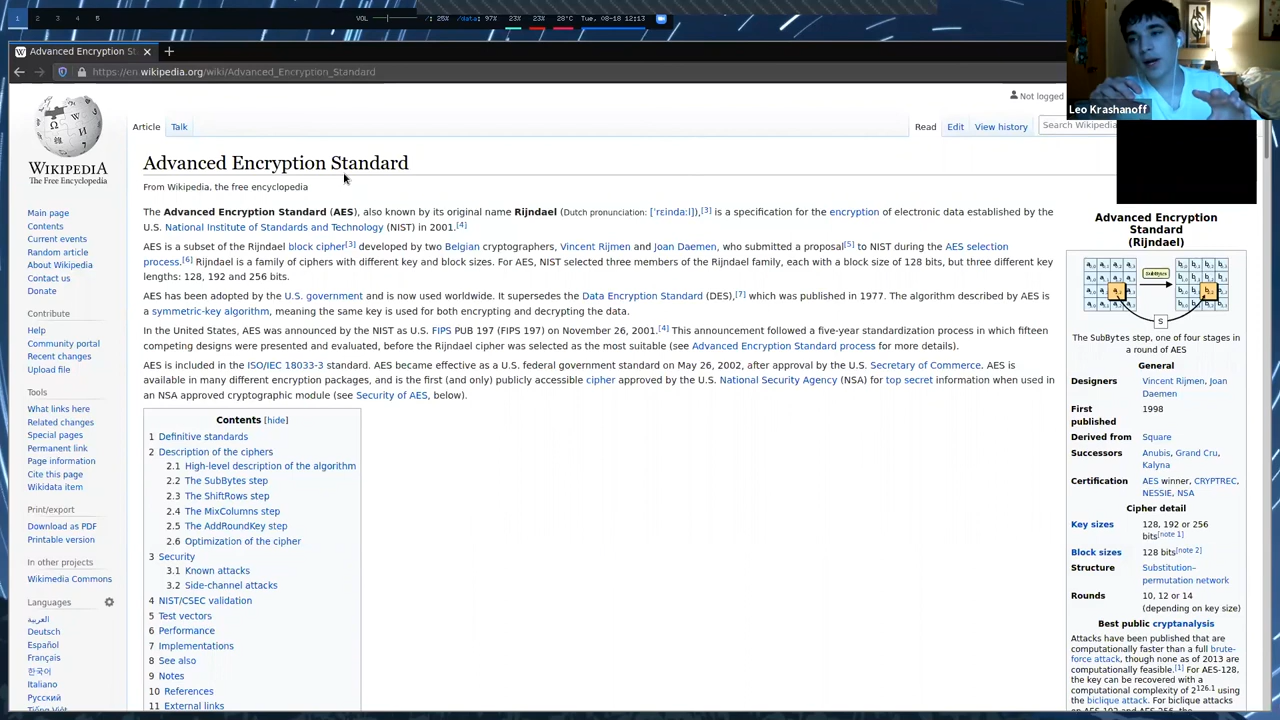 1 2 3 4 5
VOL
/: 25% /data: 97% 23% 23% 28°C Tue, 08-18 12:13
Advanced Encryption St
https://en.wikipedia.org/wiki/Advanced_Encryption_Standard
Leo Krashanoff
Not logged
Article Talk
Read Edit View history
Search Wikipedia
WIKIPEDIA
The Free Encyclopedia
Main page
Contents
Current events
Random article
About Wikipedia
Contact us
Donate
Contribute
Help
Community portal
Recent changes
Upload file
Tools
What links here
Related changes
Special pages
Permanent link
Page information
Cite this page
Wikidata item
Print/export
Download as PDF
Printable version
In other projects
Wikimedia Commons
Languages
العربية
Deutsch
Español
Français
한국어
Italiano
Русский
Tiếng Việt
Advanced Encryption Standard
From Wikipedia, the free encyclopedia
The Advanced Encryption Standard (AES), also known by its original name Rijndael (Dutch pronunciation: [ˈrɛindaːl]),[3] is a specification for the encryption of electronic data established by the
U.S. National Institute of Standards and Technology (NIST) in 2001.[4]
AES is a subset of the Rijndael block cipher[3] developed by two Belgian cryptographers, Vincent Rijmen and Joan Daemen, who submitted a proposal[5] to NIST during the AES selection
process.[6] Rijndael is a family of ciphers with different key and block sizes. For AES, NIST selected three members of the Rijndael family, each with a block size of 128 bits, but three different key
lengths: 128, 192 and 256 bits.
AES has been adopted by the U.S. government and is now used worldwide. It supersedes the Data Encryption Standard (DES),[7] which was published in 1977. The algorithm described by AES is
a symmetric-key algorithm, meaning the same key is used for both encrypting and decrypting the data.
In the United States, AES was announced by the NIST as U.S. FIPS PUB 197 (FIPS 197) on November 26, 2001.[4] This announcement followed a five-year standardization process in which fifteen
competing designs were presented and evaluated, before the Rijndael cipher was selected as the most suitable (see Advanced Encryption Standard process for more details).
AES is included in the ISO/IEC 18033-3 standard. AES became effective as a U.S. federal government standard on May 26, 2002, after approval by the U.S. Secretary of Commerce. AES is
available in many different encryption packages, and is the first (and only) publicly accessible cipher approved by the U.S. National Security Agency (NSA) for top secret information when used in
an NSA approved cryptographic module (see Security of AES, below).
Contents [hide]
1 Definitive standards
2 Description of the ciphers
2.1 High-level description of the algorithm
2.2 The SubBytes step
2.3 The ShiftRows step
2.4 The MixColumns step
2.5 The AddRoundKey step
2.6 Optimization of the cipher
3 Security
3.1 Known attacks
3.2 Side-channel attacks
4 NIST/CSEC validation
5 Test vectors
6 Performance
7 Implementations
8 See also
9 Notes
10 References
11 External links
Advanced Encryption
Standard
(Rijndael)
SubBytes
S
The SubBytes step, one of four stages in
a round of AES
General
Designers Vincent Rijmen, Joan
Daemen
First 1998
published
Derived from Square
Successors Anubis, Grand Cru,
Kalyna
Certification AES winner, CRYPTREC,
NESSIE, NSA
Cipher detail
Key sizes 128, 192 or 256
bits[note 1]
Block sizes 128 bits[note 2]
Structure Substitution–
permutation network
Rounds 10, 12 or 14
(depending on key size)
Best public cryptanalysis
Attacks have been published that are
computationally faster than a full brute-
force attack, though none as of 2013 are
computationally feasible.[1] For AES-128,
the key can be recovered with a
computational complexity of 2126.1 using
the biclique attack. For biclique attacks